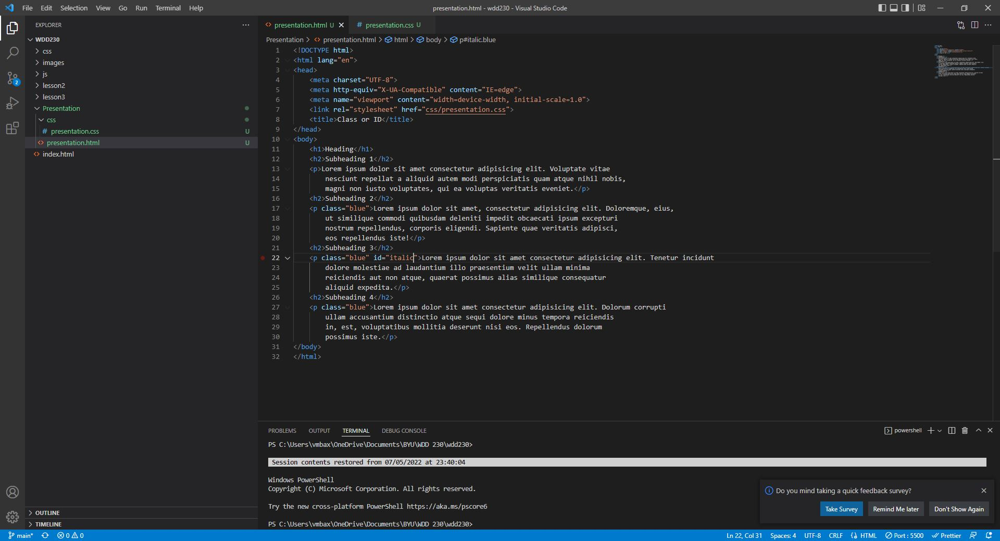 File Edit Selection View Go Run Terminal Help
presentation.html - wdd230 - Visual Studio Code
EXPLORER
WDD230
css
images
js
lesson2
lesson3
Presentation
css
# presentation.css U
<> presentation.html U
<> index.html
OUTLINE
TIMELINE
<> presentation.html U
# presentation.css U
Presentation > <> presentation.html > html > body > p#italic.blue
1 <!DOCTYPE html>
2 <html lang="en">
3 <head>
4 <meta charset="UTF-8">
5 <meta http-equiv="X-UA-Compatible" content="IE=edge">
6 <meta name="viewport" content="width=device-width, initial-scale=1.0">
7 <link rel="stylesheet" href="css/presentation.css">
8 <title>Class or ID</title>
9 </head>
10 <body>
11 <h1>Heading</h1>
12 <h2>Subheading 1</h2>
13 <p>Lorem ipsum dolor sit amet consectetur adipisicing elit. Voluptate vitae
14 nesciunt repellat a aliquid autem modi perspiciatis quam atque nihil nobis,
15 magni non iusto voluptates, qui ea voluptas veritatis eveniet.</p>
16 <h2>Subheading 2</h2>
17 <p class="blue">Lorem ipsum dolor sit amet, consectetur adipisicing elit. Doloremque, eius,
18 ut similique commodi quibusdam deleniti impedit obcaecati ipsum excepturi
19 nostrum repellendus, corporis eligendi. Sapiente quae veritatis adipisci,
20 eos repellendus iste!</p>
21 <h2>Subheading 3</h2>
22 <p class="blue" id="italic">Lorem ipsum dolor sit amet consectetur adipisicing elit. Tenetur incidunt
23 dolore molestiae ad laudantium illo praesentium velit ullam minima
24 reiciendis aut non atque, quaerat possimus alias similique consequatur
25 aliquid expedita.</p>
26 <h2>Subheading 4</h2>
27 <p class="blue">Lorem ipsum dolor sit amet consectetur adipisicing elit. Dolorum corrupti
28 ullam accusantium distinctio atque sequi dolore minus tempora reiciendis
29 in, est, voluptatibus mollitia deserunt nisi eos. Repellendus dolorum
30 possimus iste.</p>
31 </body>
32 </html>
PROBLEMS OUTPUT TERMINAL DEBUG CONSOLE
powershell
PS C:\Users\vmbax\OneDrive\Documents\BYU\WDD 230\wdd230>
Session contents restored from 07/05/2022 at 23:40:04
Windows PowerShell
Copyright (C) Microsoft Corporation. All rights reserved.
Try the new cross-platform PowerShell https://aka.ms/pscore6
PS C:\Users\vmbax\OneDrive\Documents\BYU\WDD 230\wdd230>
Do you mind taking a quick feedback survey?
Take Survey
Remind Me later
Don't Show Again
2
main* 0 0
Ln 22, Col 31 Spaces: 4 UTF-8 CRLF HTML Port : 5500 Prettier